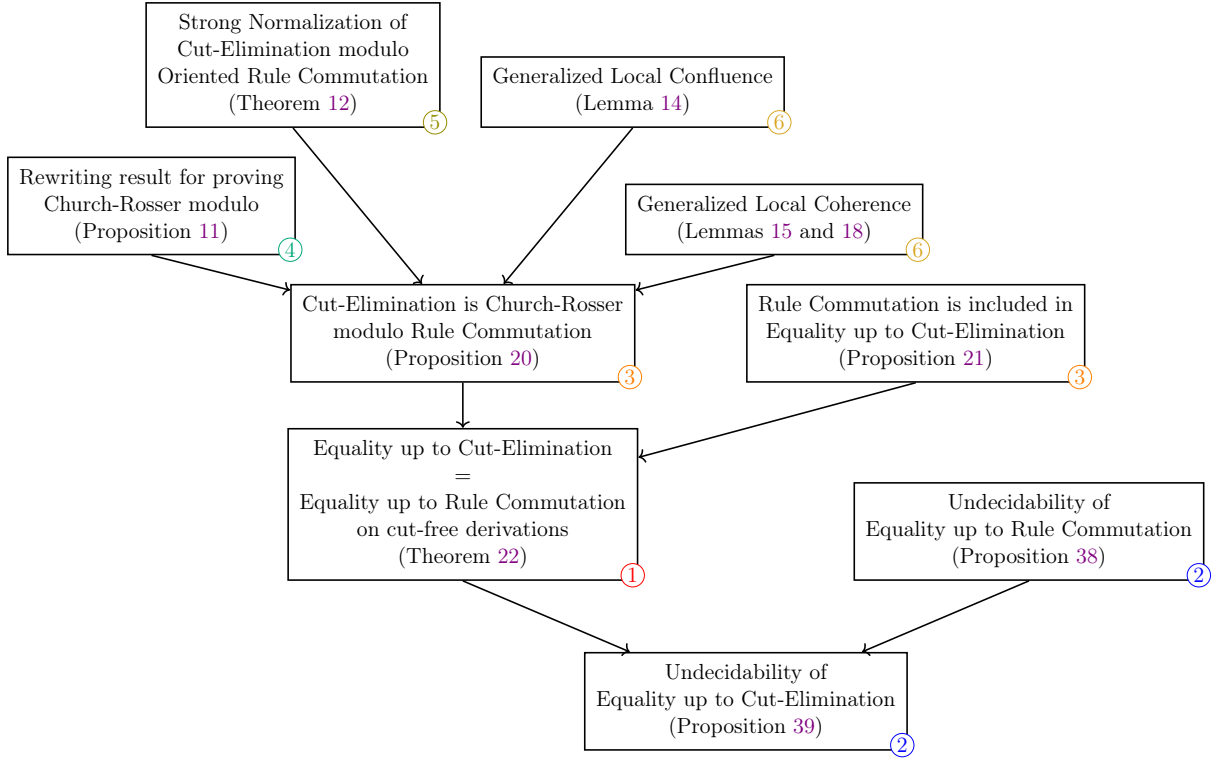 Strong Normalization of
Cut-Elimination modulo
Oriented Rule Commutation
(Theorem 12)
5
Generalized Local Confluence
(Lemma 14)
6
Rewriting result for proving
Church-Rosser modulo
(Proposition 11)
4
Generalized Local Coherence
(Lemmas 15 and 18)
6
Cut-Elimination is Church-Rosser
modulo Rule Commutation
(Proposition 20)
3
Rule Commutation is included in
Equality up to Cut-Elimination
(Proposition 21)
3
Equality up to Cut-Elimination
=
Equality up to Rule Commutation
on cut-free derivations
(Theorem 22)
1
Undecidability of
Equality up to Rule Commutation
(Proposition 38)
2
Undecidability of
Equality up to Cut-Elimination
(Proposition 39)
2